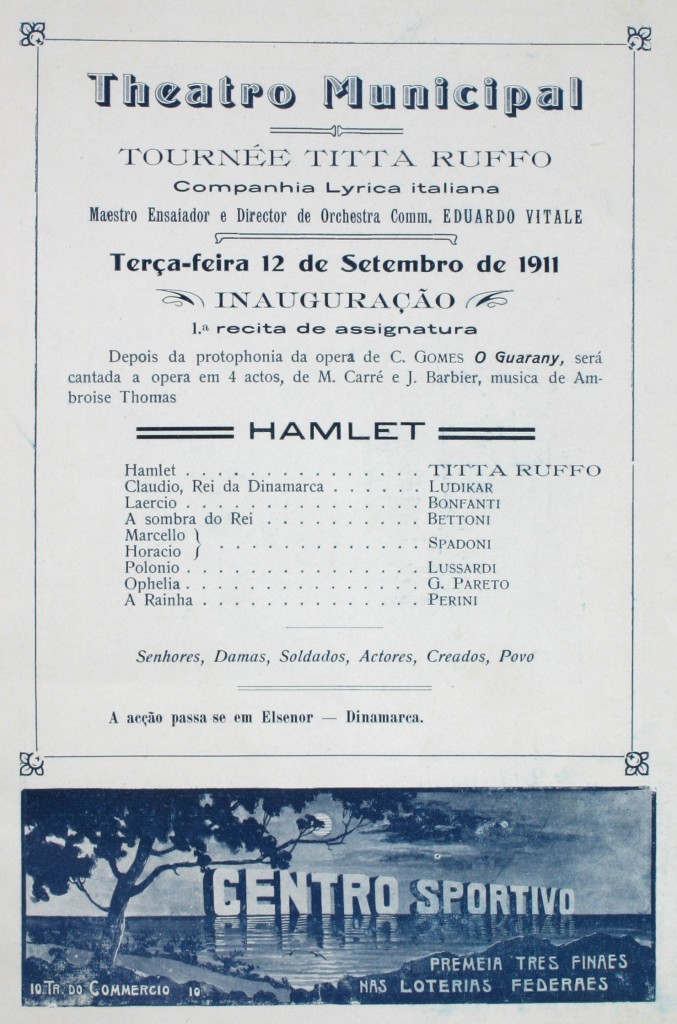 Theatro Municipal
TOURNÉE TITTA RUFFO
Companhia Lyrica italiana
Maestro Ensaiador e Director de Orchestra Comm. EDUARDO VITALE
Terça-feira 12 de Setembro de 1911
INAUGURAÇÃO
1.ª recita de assignatura
Depois da protophonia da opera de C. GOMES O Guarany, será
cantada a opera em 4 actos, de M. Carré e J. Barbier, musica de Am-
broise Thomas
HAMLET
Hamlet . . . . . . . . . . . . . . . TITTA RUFFO
Claudio, Rei da Dinamarca . . . . . . LUDIKAR
Laercio . . . . . . . . . . . . . . . BONFANTI
A sombra do Rei . . . . . . . . . . BETTONI
Marcello
Horacio } . . . . . . . . . . . . . SPADONI
Polonio . . . . . . . . . . . . . . . LUSSARDI
Ophelia . . . . . . . . . . . . . . . G. PARETO
A Rainha . . . . . . . . . . . . . . PERINI
Senhores, Damas, Soldados, Actores, Creados, Povo
A acção passa se em Elsenor — Dinamarca.
CENTRO SPORTIVO
PREMEIA TRES FINAES
10 TR. DO COMMERCIO 10 NAS LOTERIAS FEDERAES